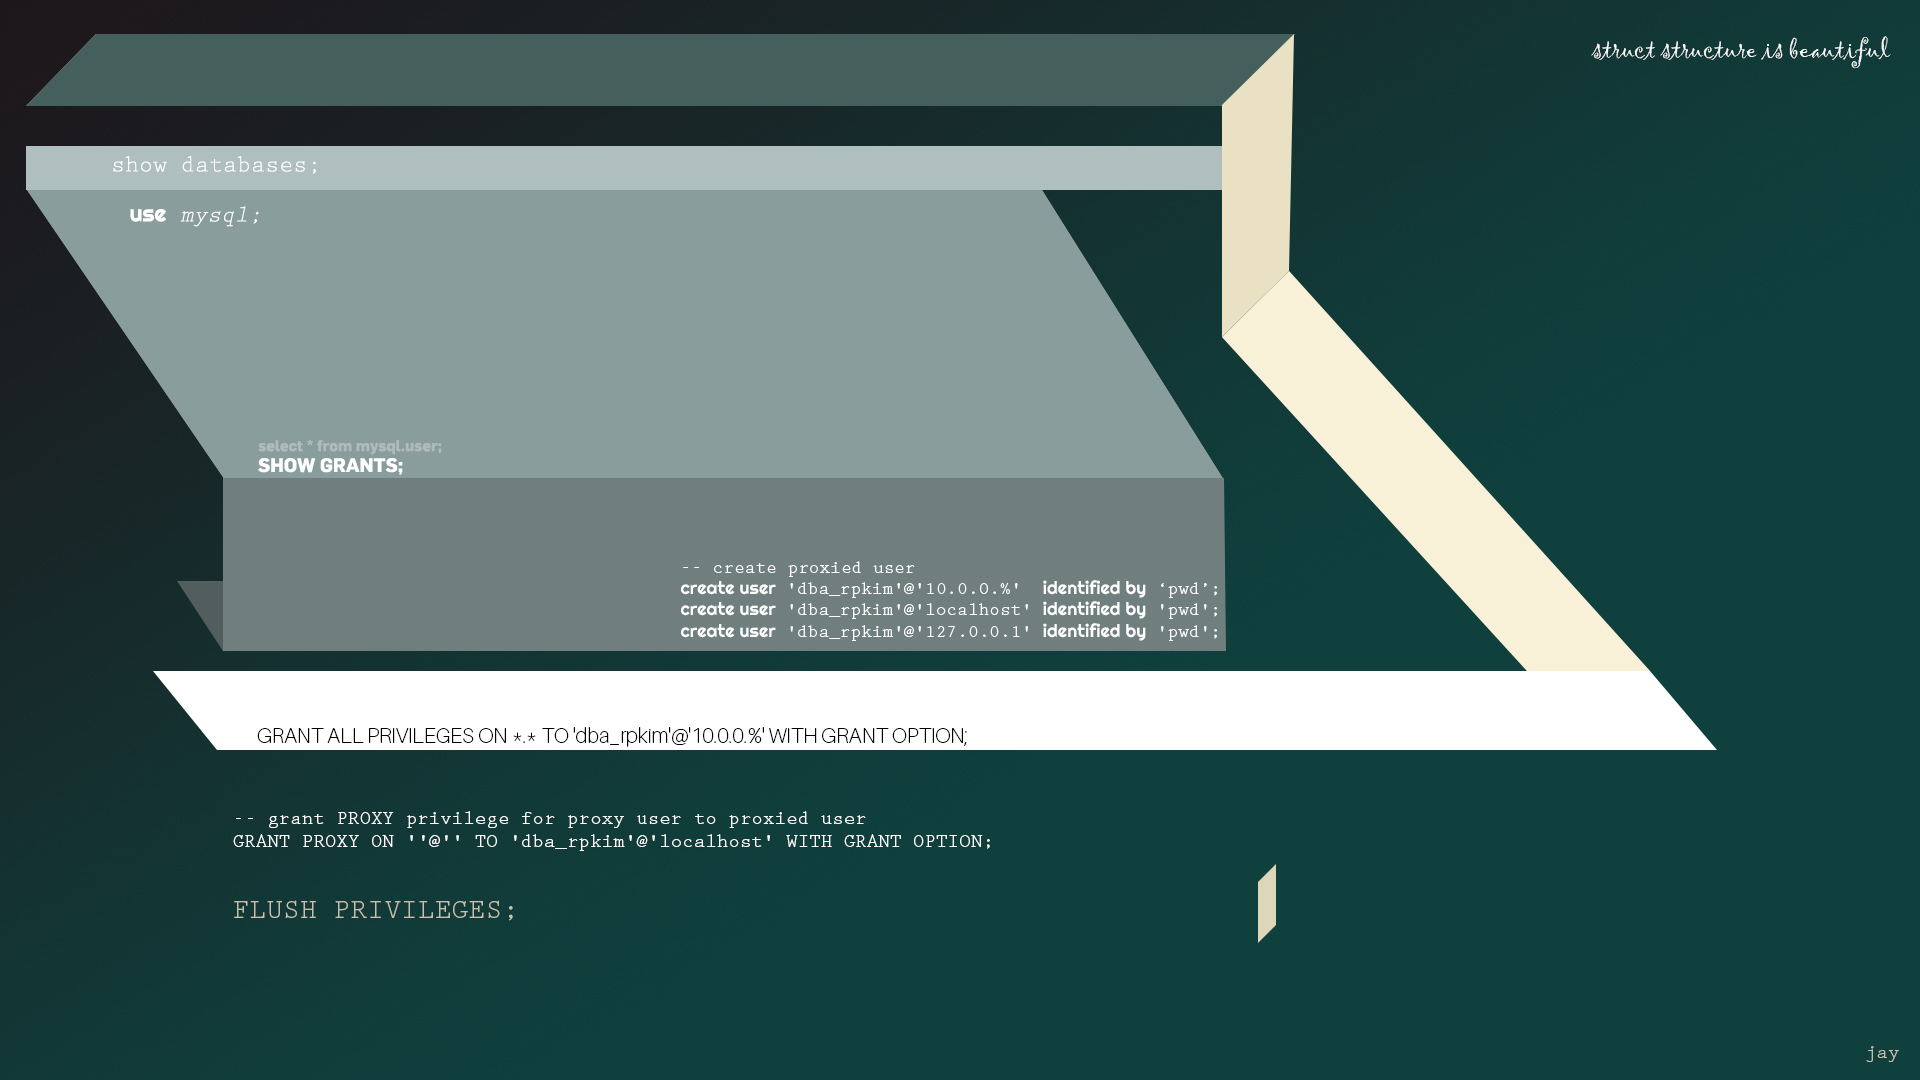 struct structure is beautiful
show databases;
use mysql;
select * from mysql.user;
SHOW GRANTS;
-- create proxied user
create user 'dba_rpkim'@'10.0.0.%' identified by ‘pwd’;
create user 'dba_rpkim'@'localhost' identified by 'pwd';
create user 'dba_rpkim'@'127.0.0.1' identified by 'pwd';
GRANT ALL PRIVILEGES ON *.* TO 'dba_rpkim'@'10.0.0.%' WITH GRANT OPTION;
-- grant PROXY privilege for proxy user to proxied user
GRANT PROXY ON ''@'' TO 'dba_rpkim'@'localhost' WITH GRANT OPTION;
FLUSH PRIVILEGES;
jay